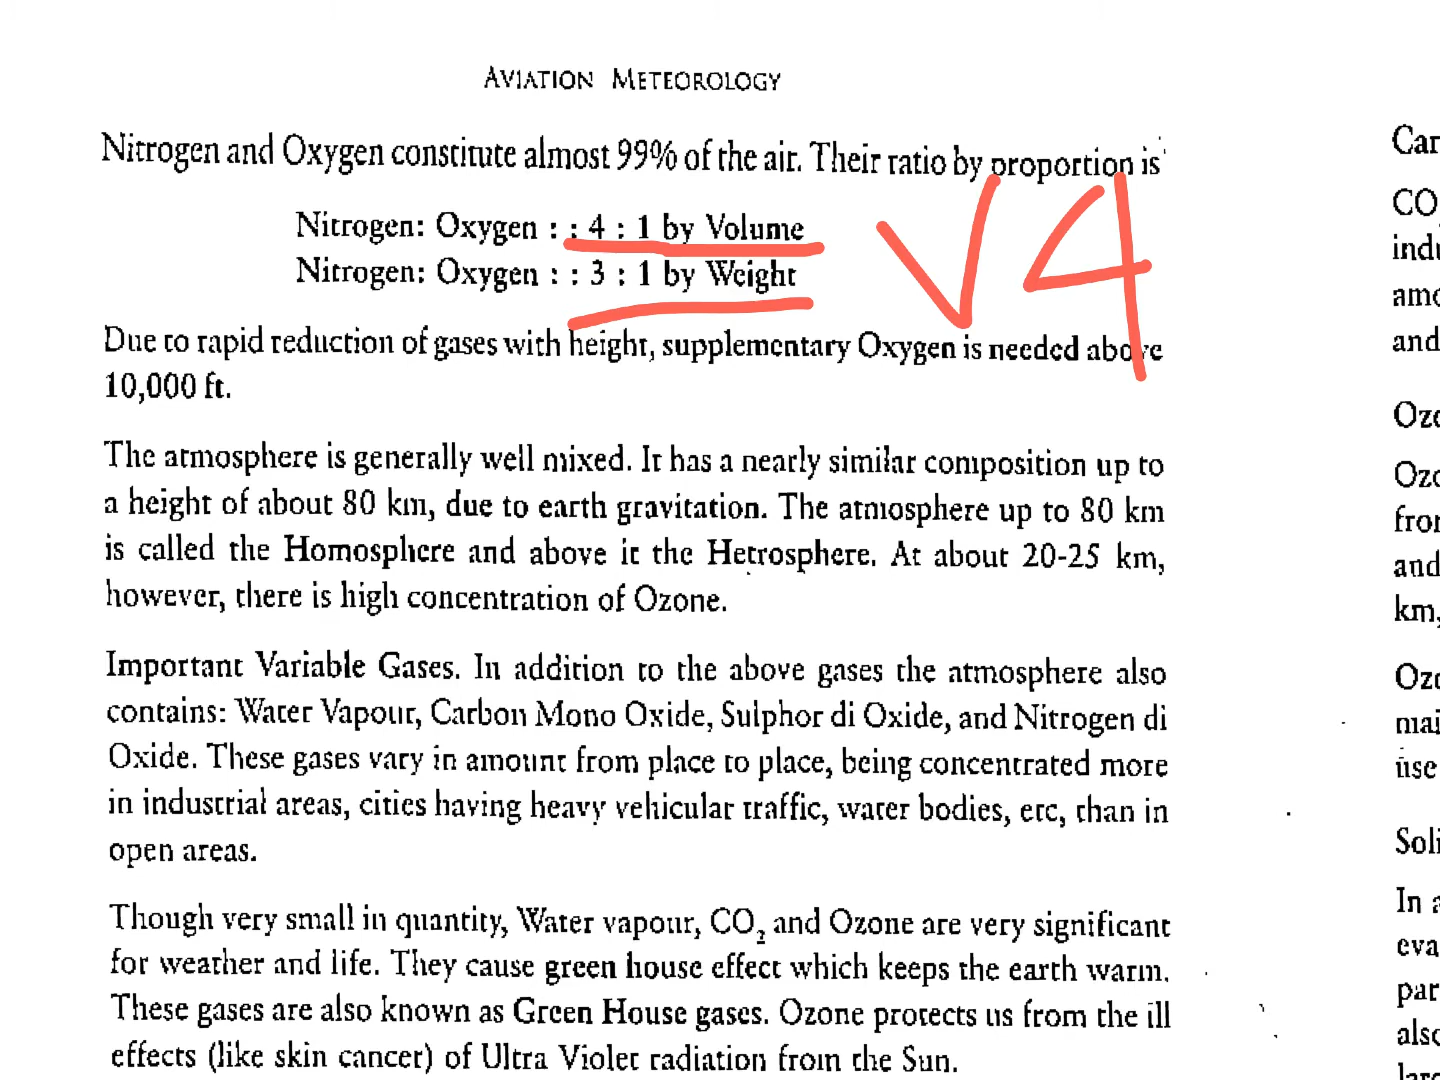 AVIATION METEOROLOGY
Nitrogen and Oxygen constitute almost 99% of the air. Their ratio by proportion is
Nitrogen: Oxygen : : 4 : 1 by Volume
Nitrogen: Oxygen : : 3 : 1 by Weight
V4
Due to rapid reduction of gases with height, supplementary Oxygen is needed above
10,000 ft.
The atmosphere is generally well mixed. It has a nearly similar composition up to
a height of about 80 km, due to earth gravitation. The atmosphere up to 80 km
is called the Homosphere and above it the Hetrosphere. At about 20-25 km,
however, there is high concentration of Ozone.
Important Variable Gases. In addition to the above gases the atmosphere also
contains: Water Vapour, Carbon Mono Oxide, Sulphor di Oxide, and Nitrogen di
Oxide. These gases vary in amount from place to place, being concentrated more
in industrial areas, cities having heavy vehicular traffic, water bodies, etc, than in
open areas.
Though very small in quantity, Water vapour, CO₂ and Ozone are very significant
for weather and life. They cause green house effect which keeps the earth warm.
These gases are also known as Green House gases. Ozone protects us from the ill
effects (like skin cancer) of Ultra Violet radiation from the Sun.
CO
and
from
and
km,
use
In a
also